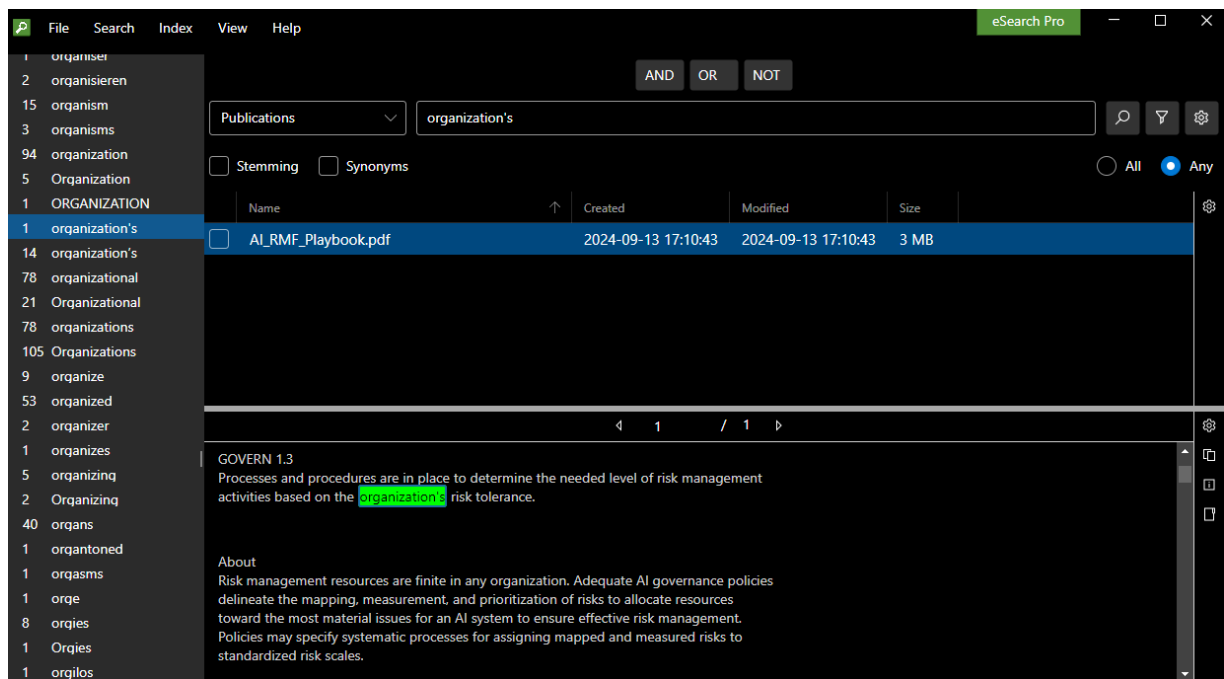 File Search Index View Help eSearch Pro
1 organiser
2 organisieren
15 organism
3 organisms
94 organization
5 Organization
1 ORGANIZATION
1 organization's
14 organization's
78 organizational
21 Organizational
78 organizations
105 Organizations
9 organize
53 organized
2 organizer
1 organizes
5 organizing
2 Organizing
40 organs
1 organtoned
1 orgasms
1 orge
8 orgies
1 Orgies
1 orgilos
AND OR NOT
Publications organization's
Stemming Synonyms All Any
Name Created Modified Size
AI_RMF_Playbook.pdf 2024-09-13 17:10:43 2024-09-13 17:10:43 3 MB
1 / 1
GOVERN 1.3
Processes and procedures are in place to determine the needed level of risk management
activities based on the organization's risk tolerance.
About
Risk management resources are finite in any organization. Adequate AI governance policies
delineate the mapping, measurement, and prioritization of risks to allocate resources
toward the most material issues for an AI system to ensure effective risk management.
Policies may specify systematic processes for assigning mapped and measured risks to
standardized risk scales.